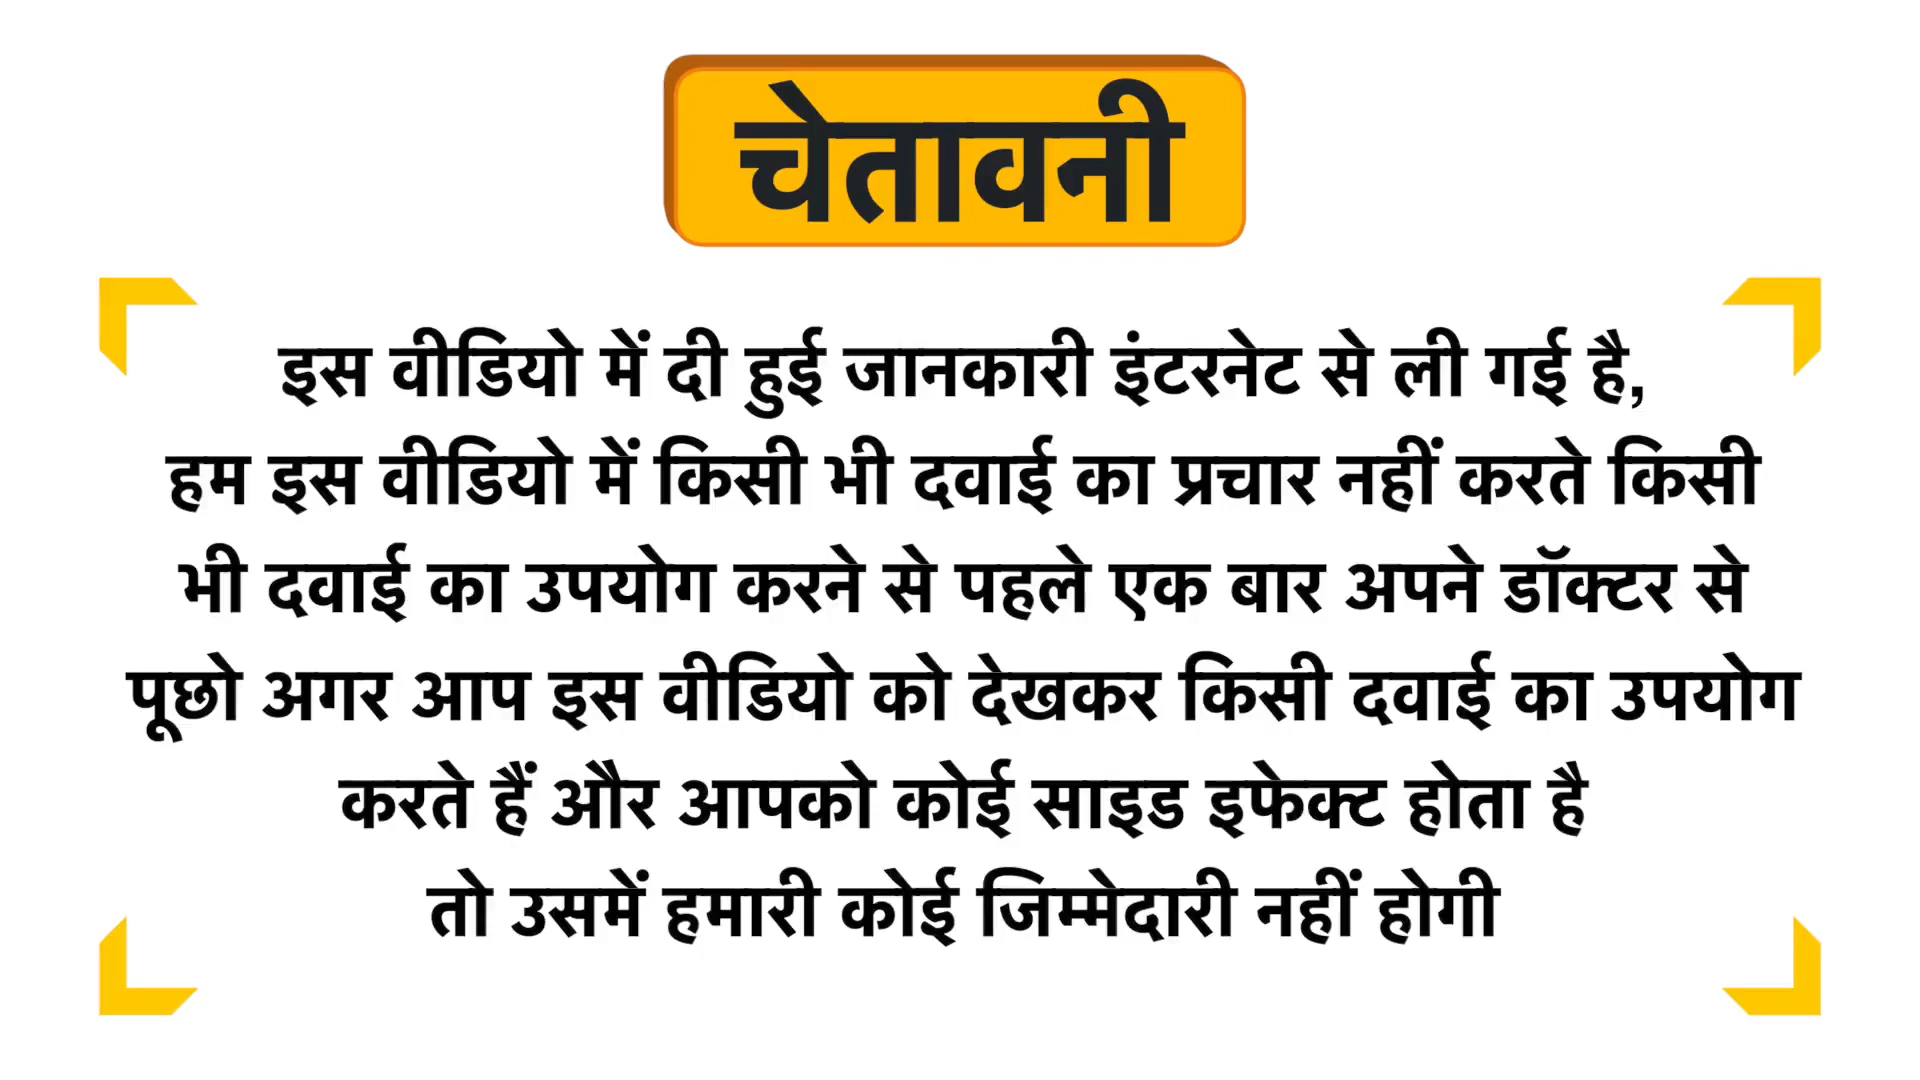 चेतावनी
इस वीडियो में दी हुई जानकारी इंटरनेट से ली गई है,
हम इस वीडियो में किसी भी दवाई का प्रचार नहीं करते किसी
भी दवाई का उपयोग करने से पहले एक बार अपने डॉक्टर से
पूछो अगर आप इस वीडियो को देखकर किसी दवाई का उपयोग
करते हैं और आपको कोई साइड इफेक्ट होता है
तो उसमें हमारी कोई जिम्मेदारी नहीं होगी